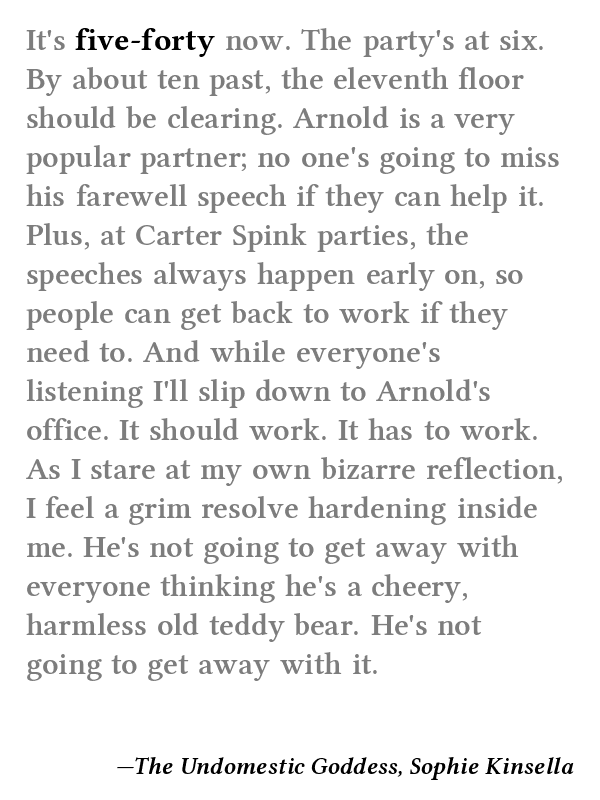 It's five-forty now. The party's at six.
By about ten past, the eleventh floor
should be clearing. Arnold is a very
popular partner; no one's going to miss
his farewell speech if they can help it.
Plus, at Carter Spink parties, the
speeches always happen early on, so
people can get back to work if they
need to. And while everyone's
listening I'll slip down to Arnold's
office. It should work. It has to work.
As I stare at my own bizarre reflection,
I feel a grim resolve hardening inside
me. He's not going to get away with
everyone thinking he's a cheery,
harmless old teddy bear. He's not
going to get away with it.
—The Undomestic Goddess, Sophie Kinsella